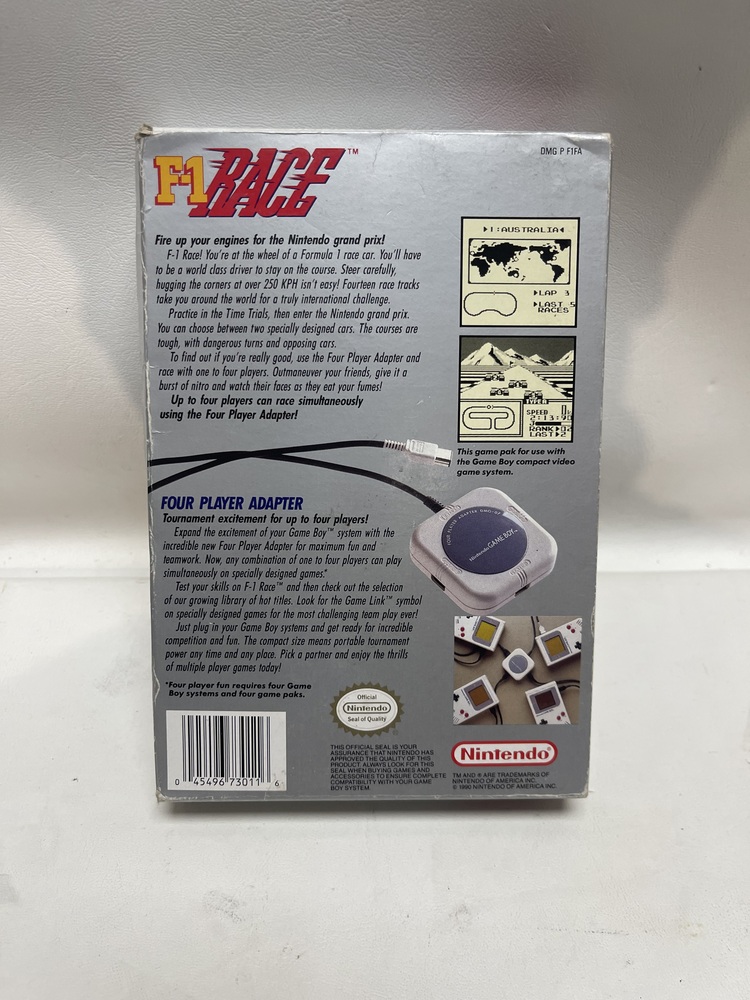 F-1 RACE™
DMG P F1FA
Fire up your engines for the Nintendo grand prix!
F-1 Race! You're at the wheel of a Formula 1 race car. You'll have
to be a world class driver to stay on the course. Steer carefully,
hugging the corners at over 250 KPH isn't easy! Fourteen race tracks
take you around the world for a truly international challenge.
Practice in the Time Trials, then enter the Nintendo grand prix.
You can choose between two specially designed cars. The courses are
tough, with dangerous turns and opposing cars.
To find out if you're really good, use the Four Player Adapter and
race with one to four players. Outmaneuver your friends, give it a
burst of nitro and watch their faces as they eat your fumes!
Up to four players can race simultaneously
using the Four Player Adapter!
1:AUSTRALIA
LAP 3
LAST 5
RACES
TYPER
SPEED
RANK
LAST 2
This game pak for use with
the Game Boy compact video
game system.
FOUR PLAYER ADAPTER
Tournament excitement for up to four players!
Expand the excitement of your Game Boy™ system with the
incredible new Four Player Adapter for maximum fun and
teamwork. Now, any combination of one to four players can play
simultaneously on specially designed games.*
Test your skills on F-1 Race™ and then check out the selection
of our growing library of hot titles. Look for the Game Link™ symbol
on specially designed games for the most challenging team play ever!
Just plug in your Game Boy systems and get ready for incredible
competition and fun. The compact size means portable tournament
power any time and any place. Pick a partner and enjoy the thrills
of multiple player games today!
*Four player fun requires four Game
Boy systems and four game paks.
FOUR PLAYER ADAPTER
Nintendo GAME BOY™
0 45496 73011 6
Official
Nintendo
Seal of Quality
THIS OFFICIAL SEAL IS YOUR
ASSURANCE THAT NINTENDO HAS
APPROVED THE QUALITY OF THIS
PRODUCT. ALWAYS LOOK FOR THIS
SEAL WHEN BUYING GAMES AND
ACCESSORIES TO ENSURE COMPLETE
COMPATIBILITY WITH YOUR GAME
BOY SYSTEM.
Nintendo®
TM AND ® ARE TRADEMARKS OF
NINTENDO OF AMERICA INC.
© 1990 NINTENDO OF AMERICA INC.